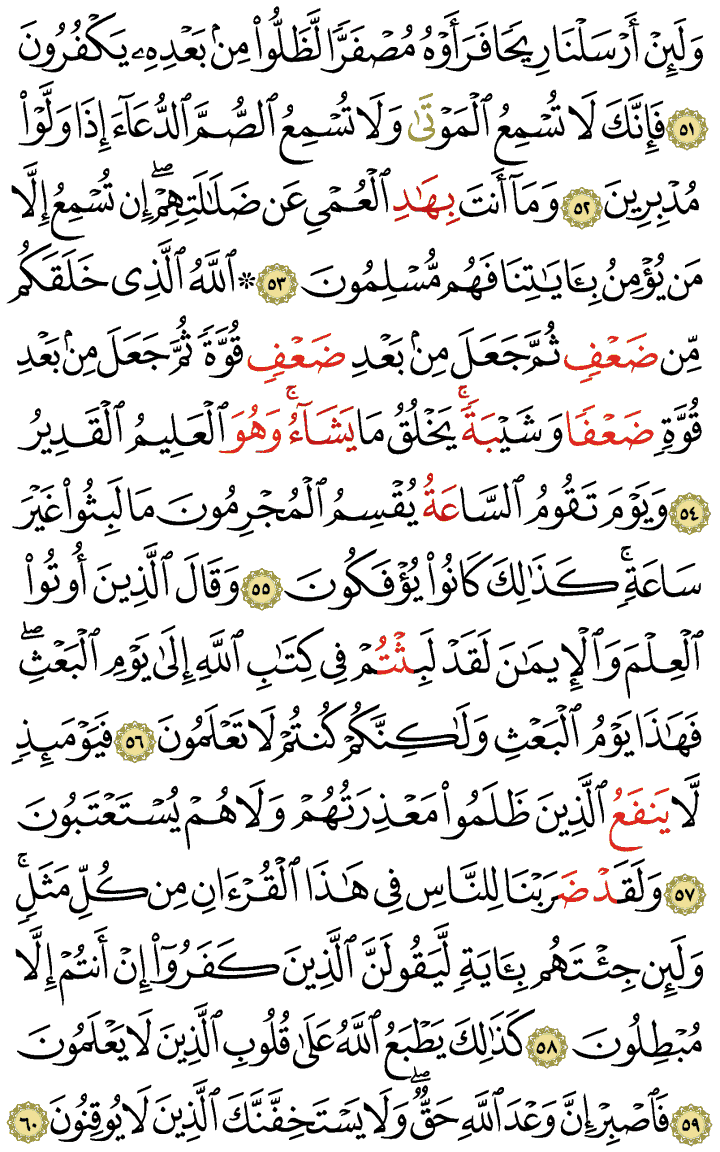 وَلَئِنْ أَرْسَلْنَا رِيحًا فَرَأَوْهُ مُصْفَرًّا لَّظَلُّوا۟ مِنۢ بَعْدِهِۦ يَكْفُرُونَ
﴿٥١﴾ فَإِنَّكَ لَا تُسْمِعُ ٱلْمَوْتَىٰ وَلَا تُسْمِعُ ٱلصُّمَّ ٱلدُّعَآءَ إِذَا وَلَّوْا۟
مُدْبِرِينَ ﴿٥٢﴾ وَمَآ أَنتَ بِهَٰدِ ٱلْعُمْىِ عَن ضَلَٰلَتِهِمْ ۖ إِن تُسْمِعُ إِلَّا
مَن يُؤْمِنُ بِـَٔايَٰتِنَا فَهُم مُّسْلِمُونَ ﴿٥٣﴾ * ٱللَّهُ ٱلَّذِى خَلَقَكُم
مِّن ضَعْفٍ ثُمَّ جَعَلَ مِنۢ بَعْدِ ضَعْفٍ قُوَّةً ثُمَّ جَعَلَ مِنۢ بَعْدِ
قُوَّةٍ ضَعْفًا وَشَيْبَةً ۚ يَخْلُقُ مَا يَشَآءُ ۚ وَهُوَ ٱلْعَلِيمُ ٱلْقَدِيرُ
﴿٥٤﴾ وَيَوْمَ تَقُومُ ٱلسَّاعَةُ يُقْسِمُ ٱلْمُجْرِمُونَ مَا لَبِثُوا۟ غَيْرَ
سَاعَةٍ ۚ كَذَٰلِكَ كَانُوا۟ يُؤْفَكُونَ ﴿٥٥﴾ وَقَالَ ٱلَّذِينَ أُوتُوا۟
ٱلْعِلْمَ وَٱلْإِيمَٰنَ لَقَدْ لَبِثْتُمْ فِى كِتَٰبِ ٱللَّهِ إِلَىٰ يَوْمِ ٱلْبَعْثِ ۖ
فَهَٰذَا يَوْمُ ٱلْبَعْثِ وَلَٰكِنَّكُمْ كُنتُمْ لَا تَعْلَمُونَ ﴿٥٦﴾ فَيَوْمَئِذٍ
لَّا يَنفَعُ ٱلَّذِينَ ظَلَمُوا۟ مَعْذِرَتُهُمْ وَلَا هُمْ يُسْتَعْتَبُونَ
﴿٥٧﴾ وَلَقَدْ ضَرَبْنَا لِلنَّاسِ فِى هَٰذَا ٱلْقُرْءَانِ مِن كُلِّ مَثَلٍ ۚ
وَلَئِن جِئْتَهُم بِـَٔايَةٍ لَّيَقُولَنَّ ٱلَّذِينَ كَفَرُوٓا۟ إِنْ أَنتُمْ إِلَّا
مُبْطِلُونَ ﴿٥٨﴾ كَذَٰلِكَ يَطْبَعُ ٱللَّهُ عَلَىٰ قُلُوبِ ٱلَّذِينَ لَا يَعْلَمُونَ
﴿٥٩﴾ فَٱصْبِرْ إِنَّ وَعْدَ ٱللَّهِ حَقٌّ ۖ وَلَا يَسْتَخِفَّنَّكَ ٱلَّذِينَ لَا يُوقِنُونَ ﴿٦٠﴾